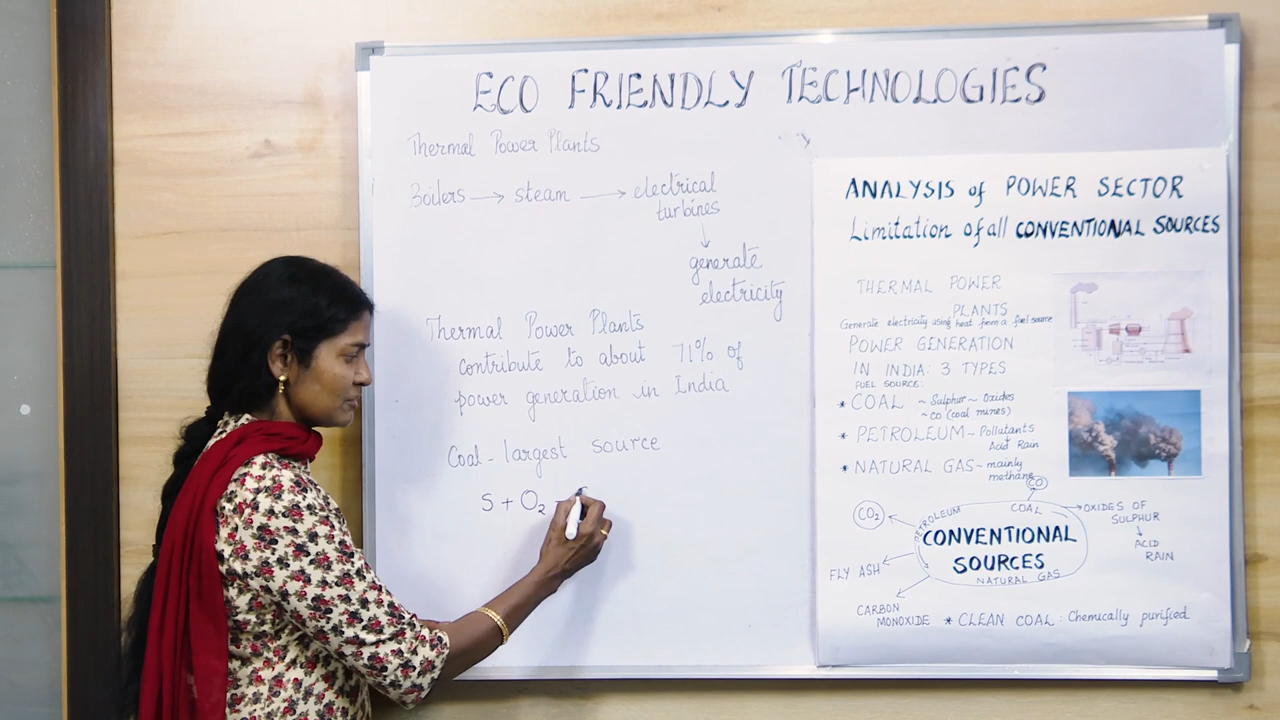 ECO FRIENDLY TECHNOLOGIES
Thermal Power Plants
Boilers → steam → electrical
turbines
↓
generate
electricity
Thermal Power Plants
contribute to about 71% of
power generation in India
Coal - largest source
S + O₂
ANALYSIS of POWER SECTOR
Limitation of all CONVENTIONAL SOURCES
THERMAL POWER
PLANTS
Generate electricity using heat from a fuel source
POWER GENERATION
IN INDIA: 3 TYPES
FUEL SOURCE:
* COAL ~ Sulphur ~ Oxides
~ CO (coal mines)
* PETROLEUM ~ Pollutants
Acid Rain
* NATURAL GAS ~ mainly
methane
CO
CO₂
PETROLEUM
COAL
→ OXIDES OF
SULPHUR
↓
ACID
RAIN
CONVENTIONAL
SOURCES
NATURAL GAS
FLY ASH
CARBON
MONOXIDE
* CLEAN COAL : Chemically purified